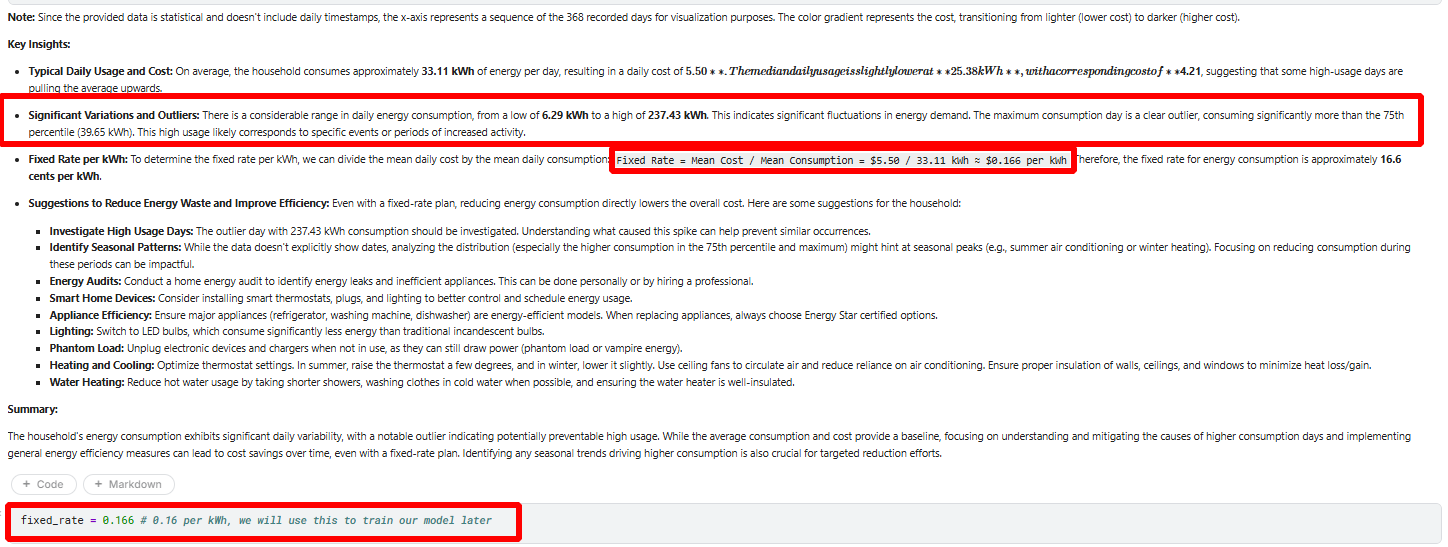 Note: Since the provided data is statistical and doesn't include daily timestamps, the x-axis represents a sequence of the 368 recorded days for visualization purposes. The color gradient represents the cost, transitioning from lighter (lower cost) to darker (higher cost).
Key Insights:
• Typical Daily Usage and Cost: On average, the household consumes approximately 33.11 kWh of energy per day, resulting in a daily cost of 5.50 ∗ ∗. Themediandailyusageisslightlylowerat ∗ ∗25.38kWh ∗ ∗, withacorrespondingcostof ∗ ∗4.21, suggesting that some high-usage days are
pulling the average upwards.
• Significant Variations and Outliers: There is a considerable range in daily energy consumption, from a low of 6.29 kWh to a high of 237.43 kWh. This indicates significant fluctuations in energy demand. The maximum consumption day is a clear outlier, consuming significantly more than the 75th
percentile (39.65 kWh). This high usage likely corresponds to specific events or periods of increased activity.
• Fixed Rate per kWh: To determine the fixed rate per kWh, we can divide the mean daily cost by the mean daily consumption: Fixed Rate = Mean Cost / Mean Consumption = $5.50 / 33.11 kWh ≈ $0.166 per kWh Therefore, the fixed rate for energy consumption is approximately 16.6
cents per kWh.
• Suggestions to Reduce Energy Waste and Improve Efficiency: Even with a fixed-rate plan, reducing energy consumption directly lowers the overall cost. Here are some suggestions for the household:
▪ Investigate High Usage Days: The outlier day with 237.43 kWh consumption should be investigated. Understanding what caused this spike can help prevent similar occurrences.
▪ Identify Seasonal Patterns: While the data doesn't explicitly show dates, analyzing the distribution (especially the higher consumption in the 75th percentile and maximum) might hint at seasonal peaks (e.g., summer air conditioning or winter heating). Focusing on reducing consumption during
these periods can be impactful.
▪ Energy Audits: Conduct a home energy audit to identify energy leaks and inefficient appliances. This can be done personally or by hiring a professional.
▪ Smart Home Devices: Consider installing smart thermostats, plugs, and lighting to better control and schedule energy usage.
▪ Appliance Efficiency: Ensure major appliances (refrigerator, washing machine, dishwasher) are energy-efficient models. When replacing appliances, always choose Energy Star certified options.
▪ Lighting: Switch to LED bulbs, which consume significantly less energy than traditional incandescent bulbs.
▪ Phantom Load: Unplug electronic devices and chargers when not in use, as they can still draw power (phantom load or vampire energy).
▪ Heating and Cooling: Optimize thermostat settings. In summer, raise the thermostat a few degrees, and in winter, lower it slightly. Use ceiling fans to circulate air and reduce reliance on air conditioning. Ensure proper insulation of walls, ceilings, and windows to minimize heat loss/gain.
▪ Water Heating: Reduce hot water usage by taking shorter showers, washing clothes in cold water when possible, and ensuring the water heater is well-insulated.
Summary:
The household's energy consumption exhibits significant daily variability, with a notable outlier indicating potentially preventable high usage. While the average consumption and cost provide a baseline, focusing on understanding and mitigating the causes of higher consumption days and implementing
general energy efficiency measures can lead to cost savings over time, even with a fixed-rate plan. Identifying any seasonal trends driving higher consumption is also crucial for targeted reduction efforts.
+ Code + Markdown
fixed_rate = 0.166 # 0.16 per kWh, we will use this to train our model later